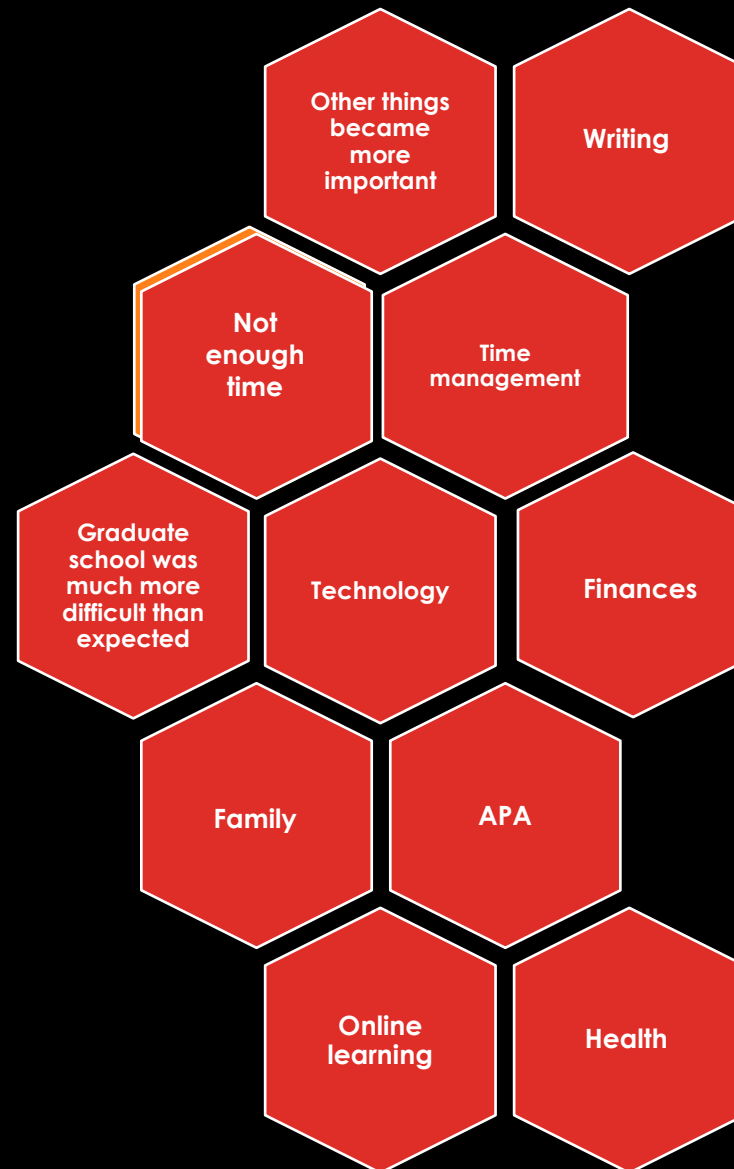 Other things
became
more
important
Writing
Not
enough
time
Time
management
Graduate
school was
much more
difficult than
expected
Technology
Finances
Family
APA
Online
learning
Health